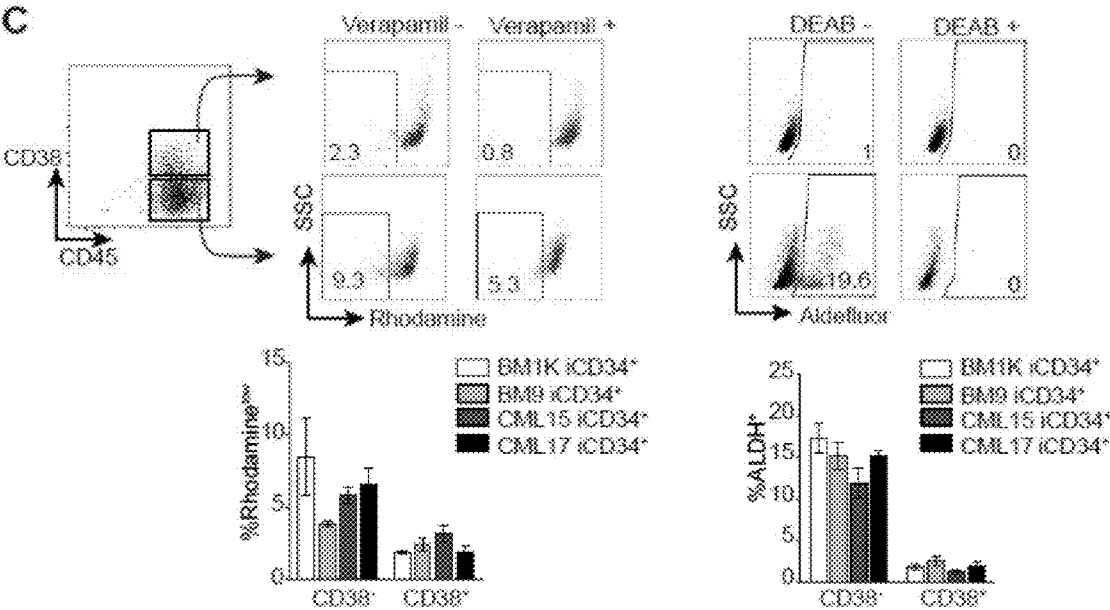 C
Verapamil - Verapamil +
DEAB - DEAB +
CD38
CD45
2.3
0.8
1
0
SSC
SSC
9.3
5.3
19.6
0
Rhodamine
Aldefluor
%Rhodamineˡᵒʷ
15
10
5
0
BM1K iCD34⁺
BM9 iCD34⁺
CML15 iCD34⁺
CML17 iCD34⁺
CD38⁻ CD38⁺
%ALDH⁺
25
20
15
10
5
0
BM1K iCD34⁺
BM9 iCD34⁺
CML15 iCD34⁺
CML17 iCD34⁺
CD38⁻ CD38⁺